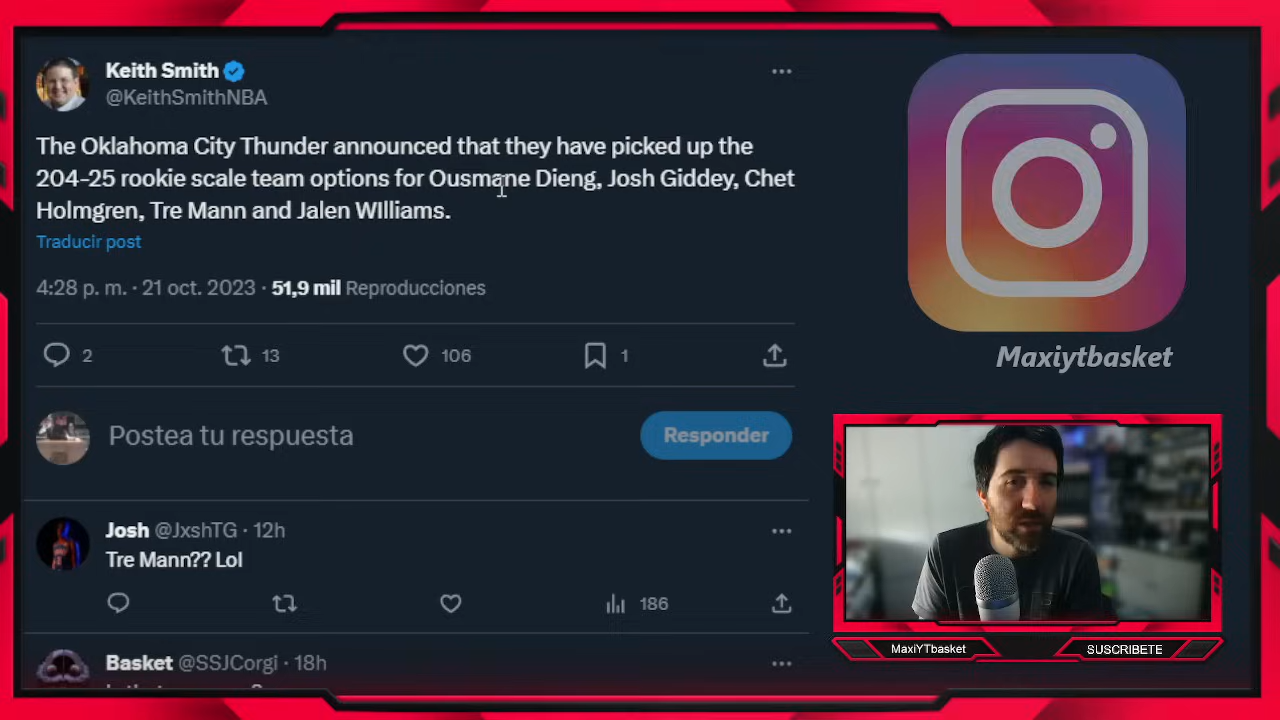 Keith Smith
@KeithSmithNBA
The Oklahoma City Thunder announced that they have picked up the
204-25 rookie scale team options for Ousmane Dieng, Josh Giddey, Chet
Holmgren, Tre Mann and Jalen WIlliams.
Traducir post
4:28 p. m. · 21 oct. 2023 · 51,9 mil Reproducciones
2 13 106 1
Postea tu respuesta
Responder
Josh @JxshTG · 12h
Tre Mann?? Lol
186
Basket @SSJCorgi · 18h
Maxiytbasket
MaxiYTbasket
SUSCRIBETE